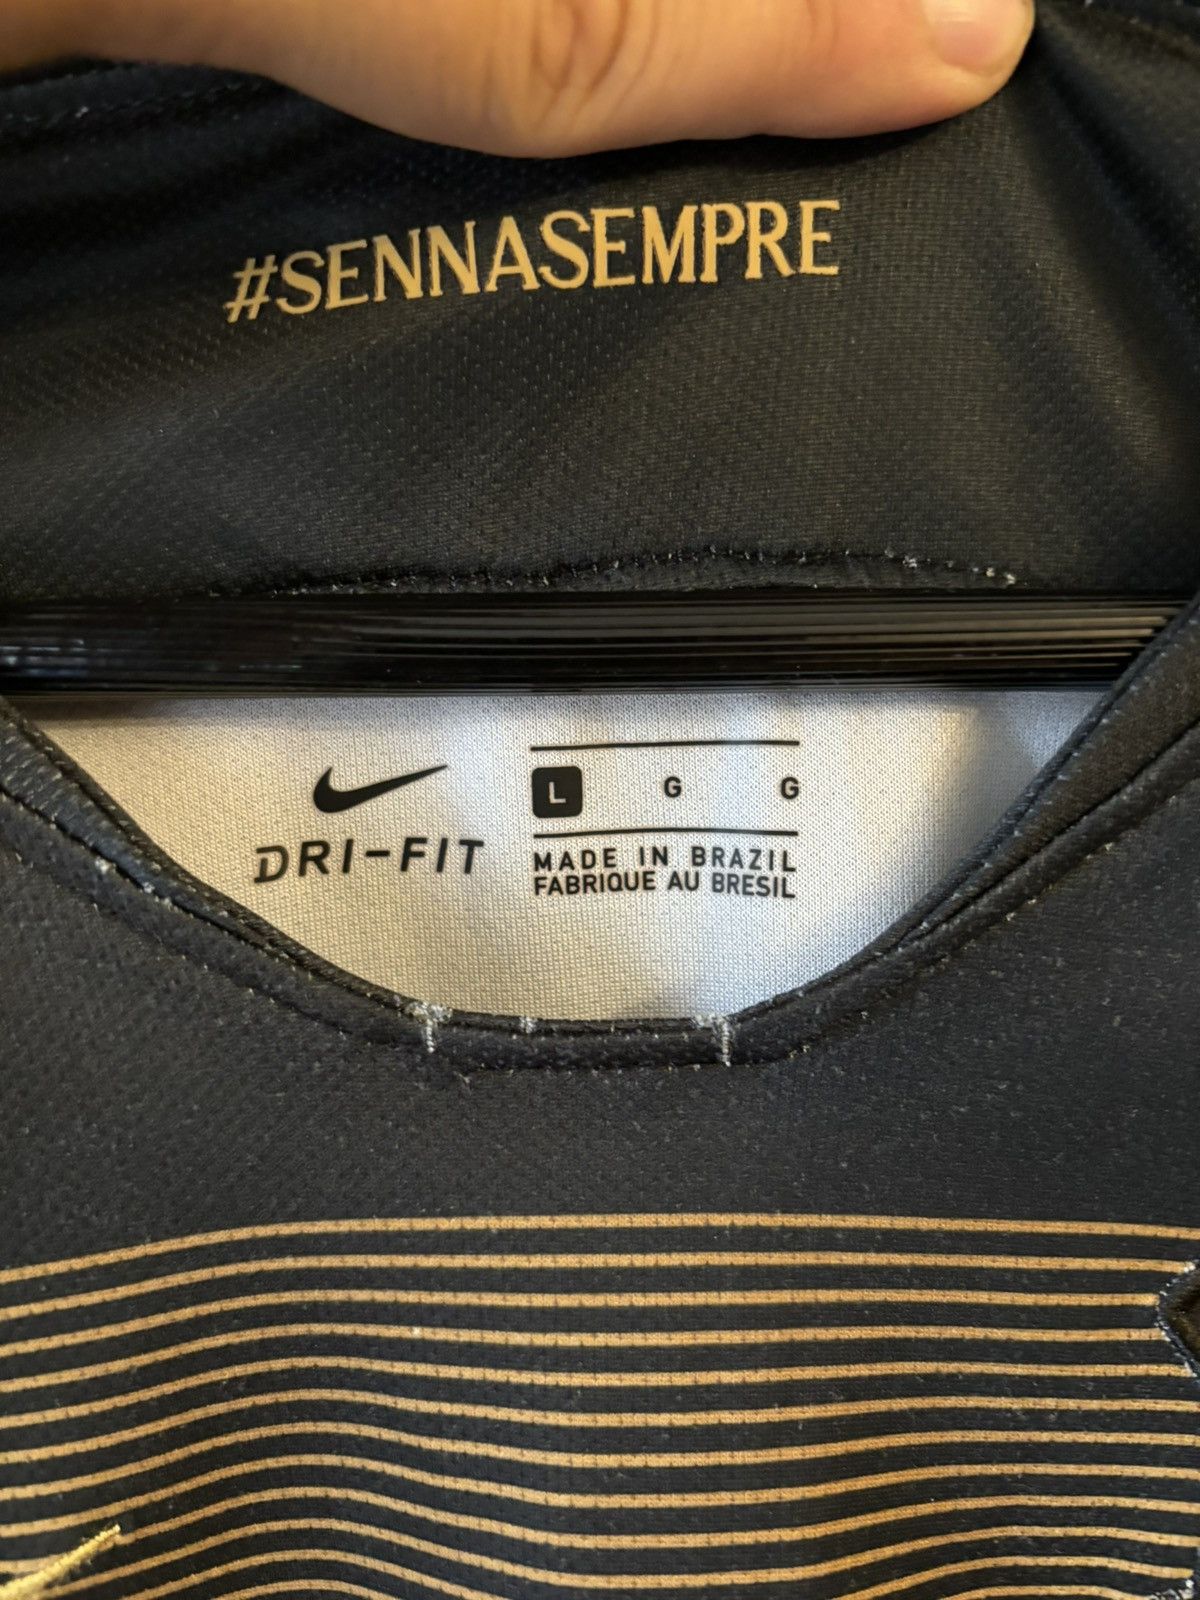 #SENNASEMPRE
L G G
DRI-FIT
MADE IN BRAZIL
FABRIQUE AU BRESIL